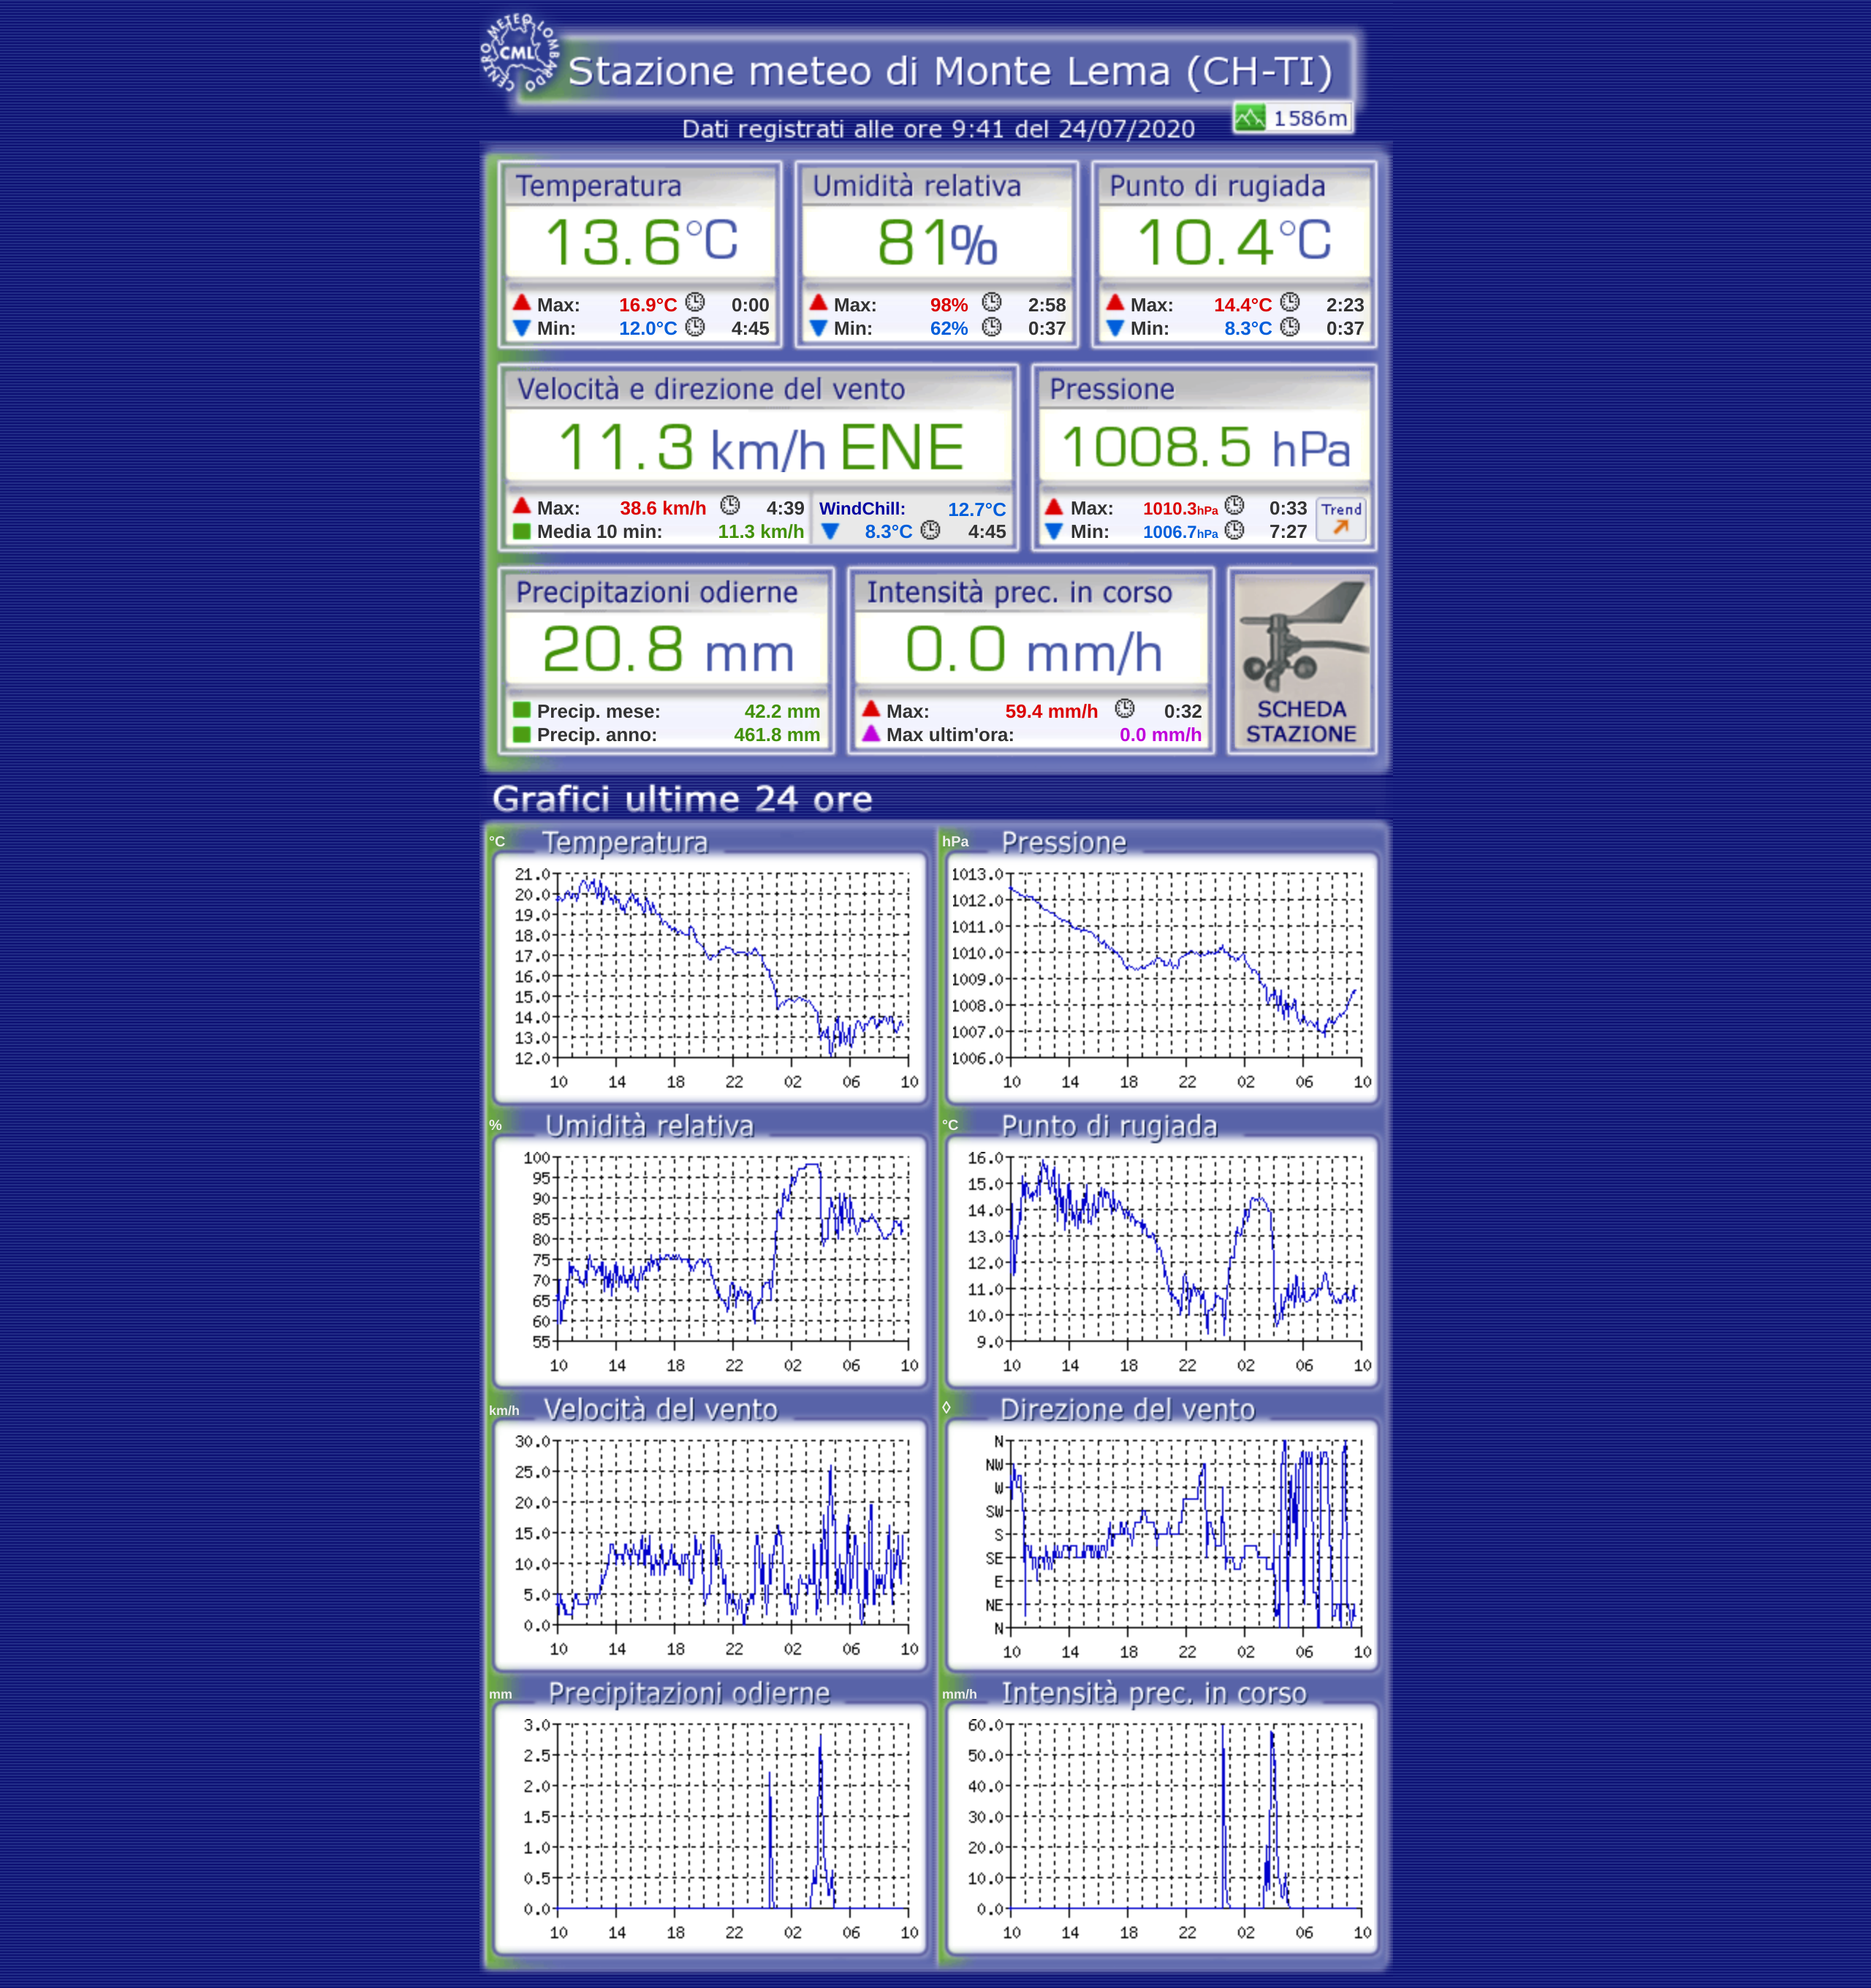 CENTRO METEO LOMBARDO
CML
Stazione meteo di Monte Lema (CH-TI)
1586m
Dati registrati alle ore 9:41 del 24/07/2020
Temperatura Umidità relativa Punto di rugiada
13.6°C 81% 10.4°C
Max: 16.9°C 0:00 Max: 98% 2:58 Max: 14.4°C 2:23
Min: 12.0°C 4:45 Min: 62% 0:37 Min: 8.3°C 0:37
Velocità e direzione del vento Pressione
11.3 km/h ENE 1008.5 hPa
Max: 38.6 km/h 4:39 WindChill: 12.7°C Max: 1010.3hPa 0:33 Trend
Media 10 min: 11.3 km/h 8.3°C 4:45 Min: 1006.7hPa 7:27
Precipitazioni odierne Intensità prec. in corso
20.8 mm 0.0 mm/h
Precip. mese: 42.2 mm Max: 59.4 mm/h 0:32 SCHEDA
Precip. anno: 461.8 mm Max ultim'ora: 0.0 mm/h STAZIONE
Grafici ultime 24 ore
°C Temperatura
21.0
20.0
19.0
18.0
17.0
16.0
15.0
14.0
13.0
12.0
10 14 18 22 02 06 10
hPa Pressione
1013.0
1012.0
1011.0
1010.0
1009.0
1008.0
1007.0
1006.0
10 14 18 22 02 06 10
% Umidità relativa
100
95
90
85
80
75
70
65
60
55
10 14 18 22 02 06 10
°C Punto di rugiada
16.0
15.0
14.0
13.0
12.0
11.0
10.0
9.0
10 14 18 22 02 06 10
km/h Velocità del vento
30.0
25.0
20.0
15.0
10.0
5.0
0.0
10 14 18 22 02 06 10
◊ Direzione del vento
N
NW
W
SW
S
SE
E
NE
N
10 14 18 22 02 06 10
mm Precipitazioni odierne
3.0
2.5
2.0
1.5
1.0
0.5
0.0
10 14 18 22 02 06 10
mm/h Intensità prec. in corso
60.0
50.0
40.0
30.0
20.0
10.0
0.0
10 14 18 22 02 06 10